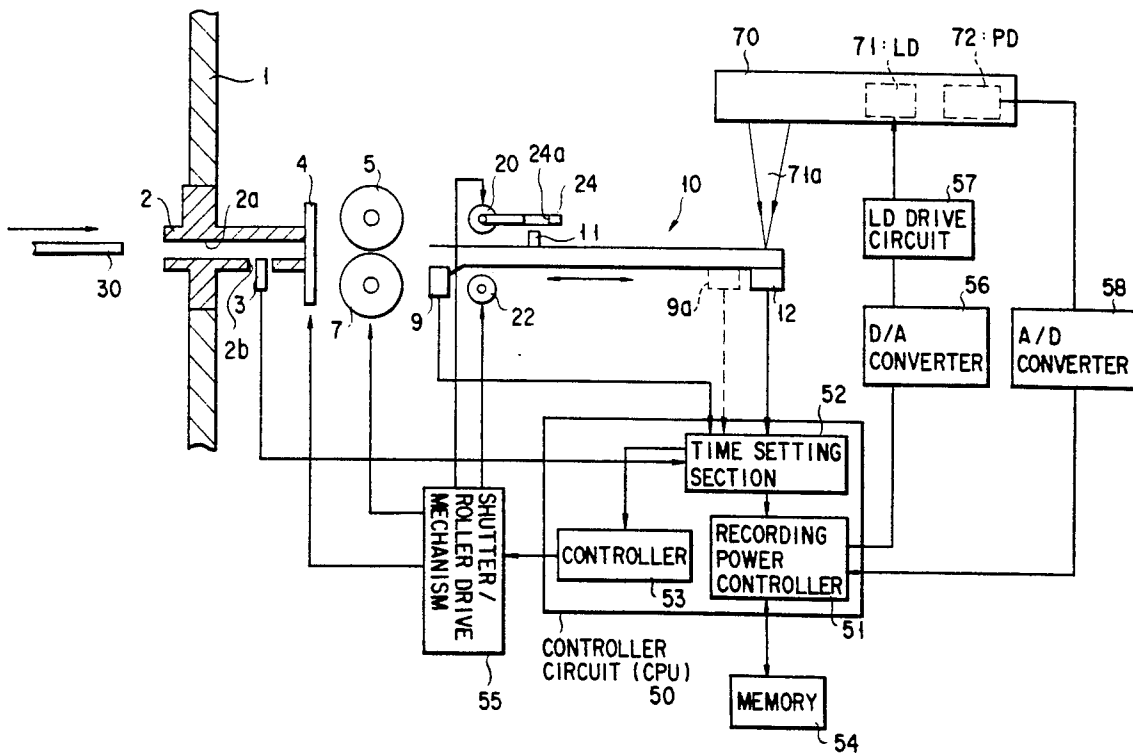 71:LD
72:PD
70
1
5
20
24a
24
4
2
2a
57
10
71a
LD DRIVE
CIRCUIT
11
30
3
2b
7
9
22
9a
12
56
58
D/A
CONVERTER
A/D
CONVERTER
52
TIME SETTING
SECTION
SHUTTER/
ROLLER DRIVE
MECHANISM
CONTROLLER
53
RECORDING
POWER
CONTROLLER
51
CONTROLLER
CIRCUIT (CPU)
50
55
MEMORY
54